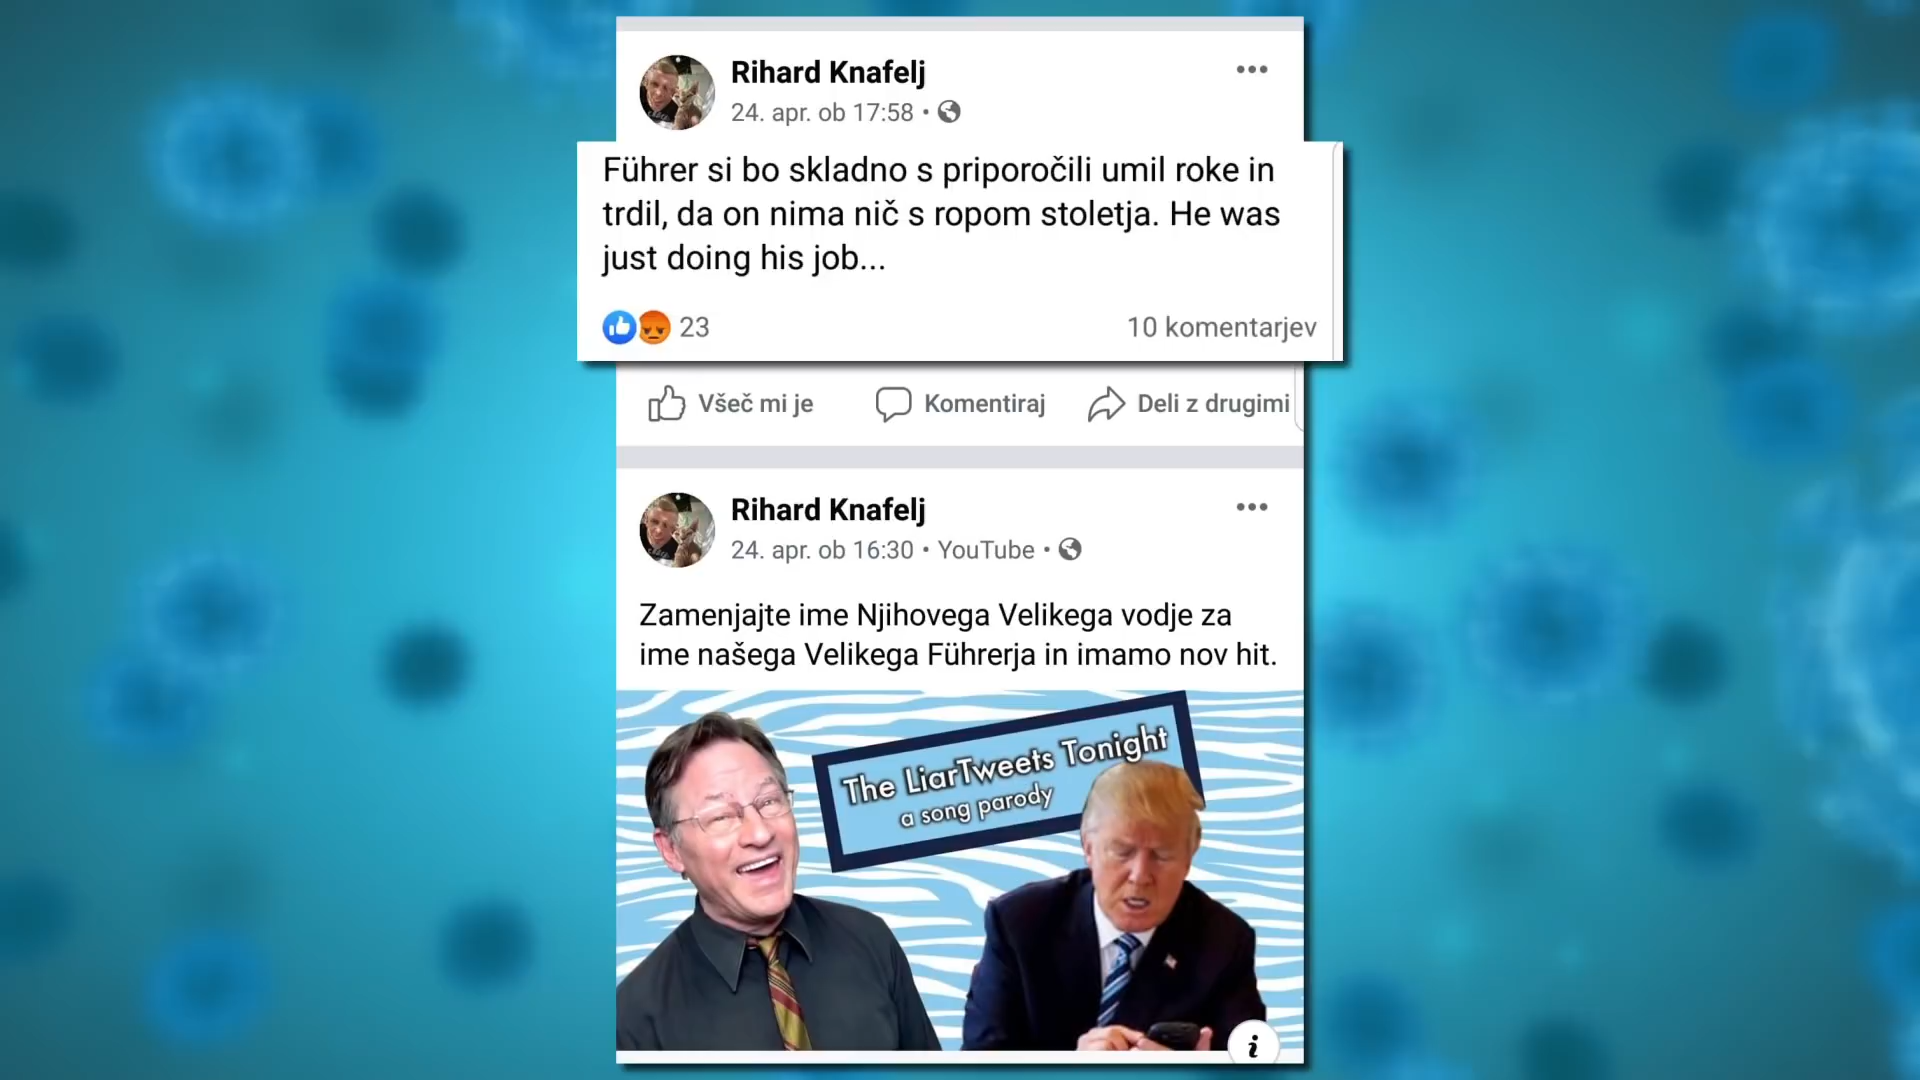 Rihard Knafelj
24. apr. ob 17:58 •
Führer si bo skladno s priporočili umil roke in
trdil, da on nima nič s ropom stoletja. He was
just doing his job...
23
10 komentarjev
Všeč mi je
Komentiraj
Deli z drugimi
Rihard Knafelj
24. apr. ob 16:30 • YouTube •
Zamenjajte ime Njihovega Velikega vodje za
ime našega Velikega Führerja in imamo nov hit.
The LiarTweets Tonight
a song parody
i